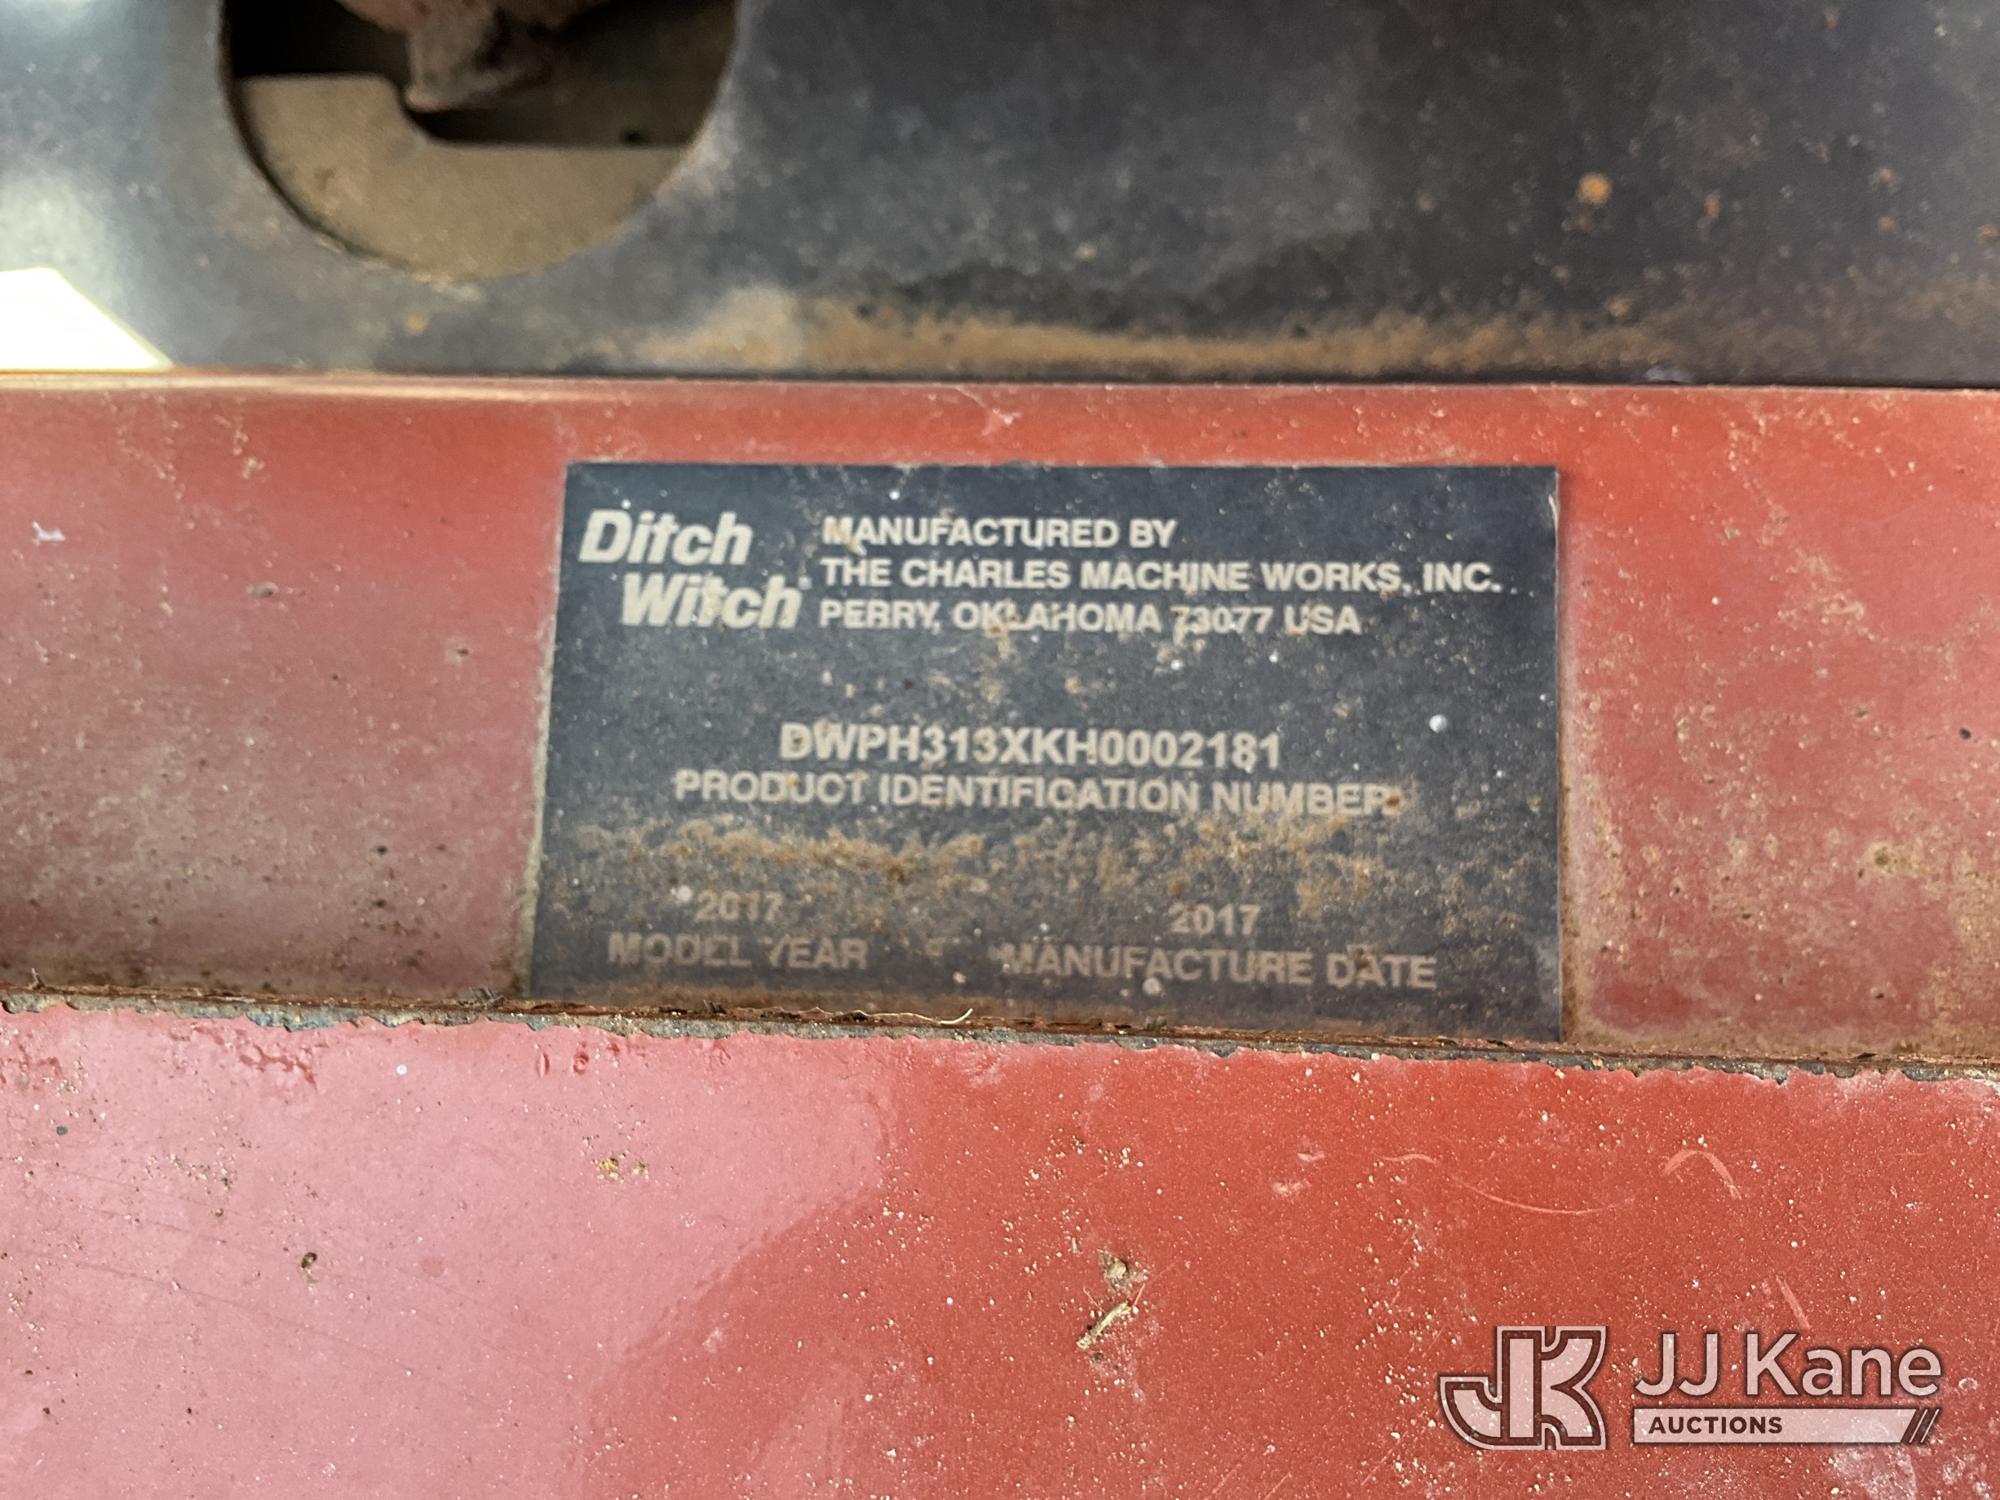 Ditch
Witch®
MANUFACTURED BY
THE CHARLES MACHINE WORKS, INC.
PERRY, OKLAHOMA 73077 USA
DWPH313XKH0002181
PRODUCT IDENTIFICATION NUMBER
2017
MODEL YEAR
2017
MANUFACTURE DATE
JK
JJ Kane
AUCTIONS